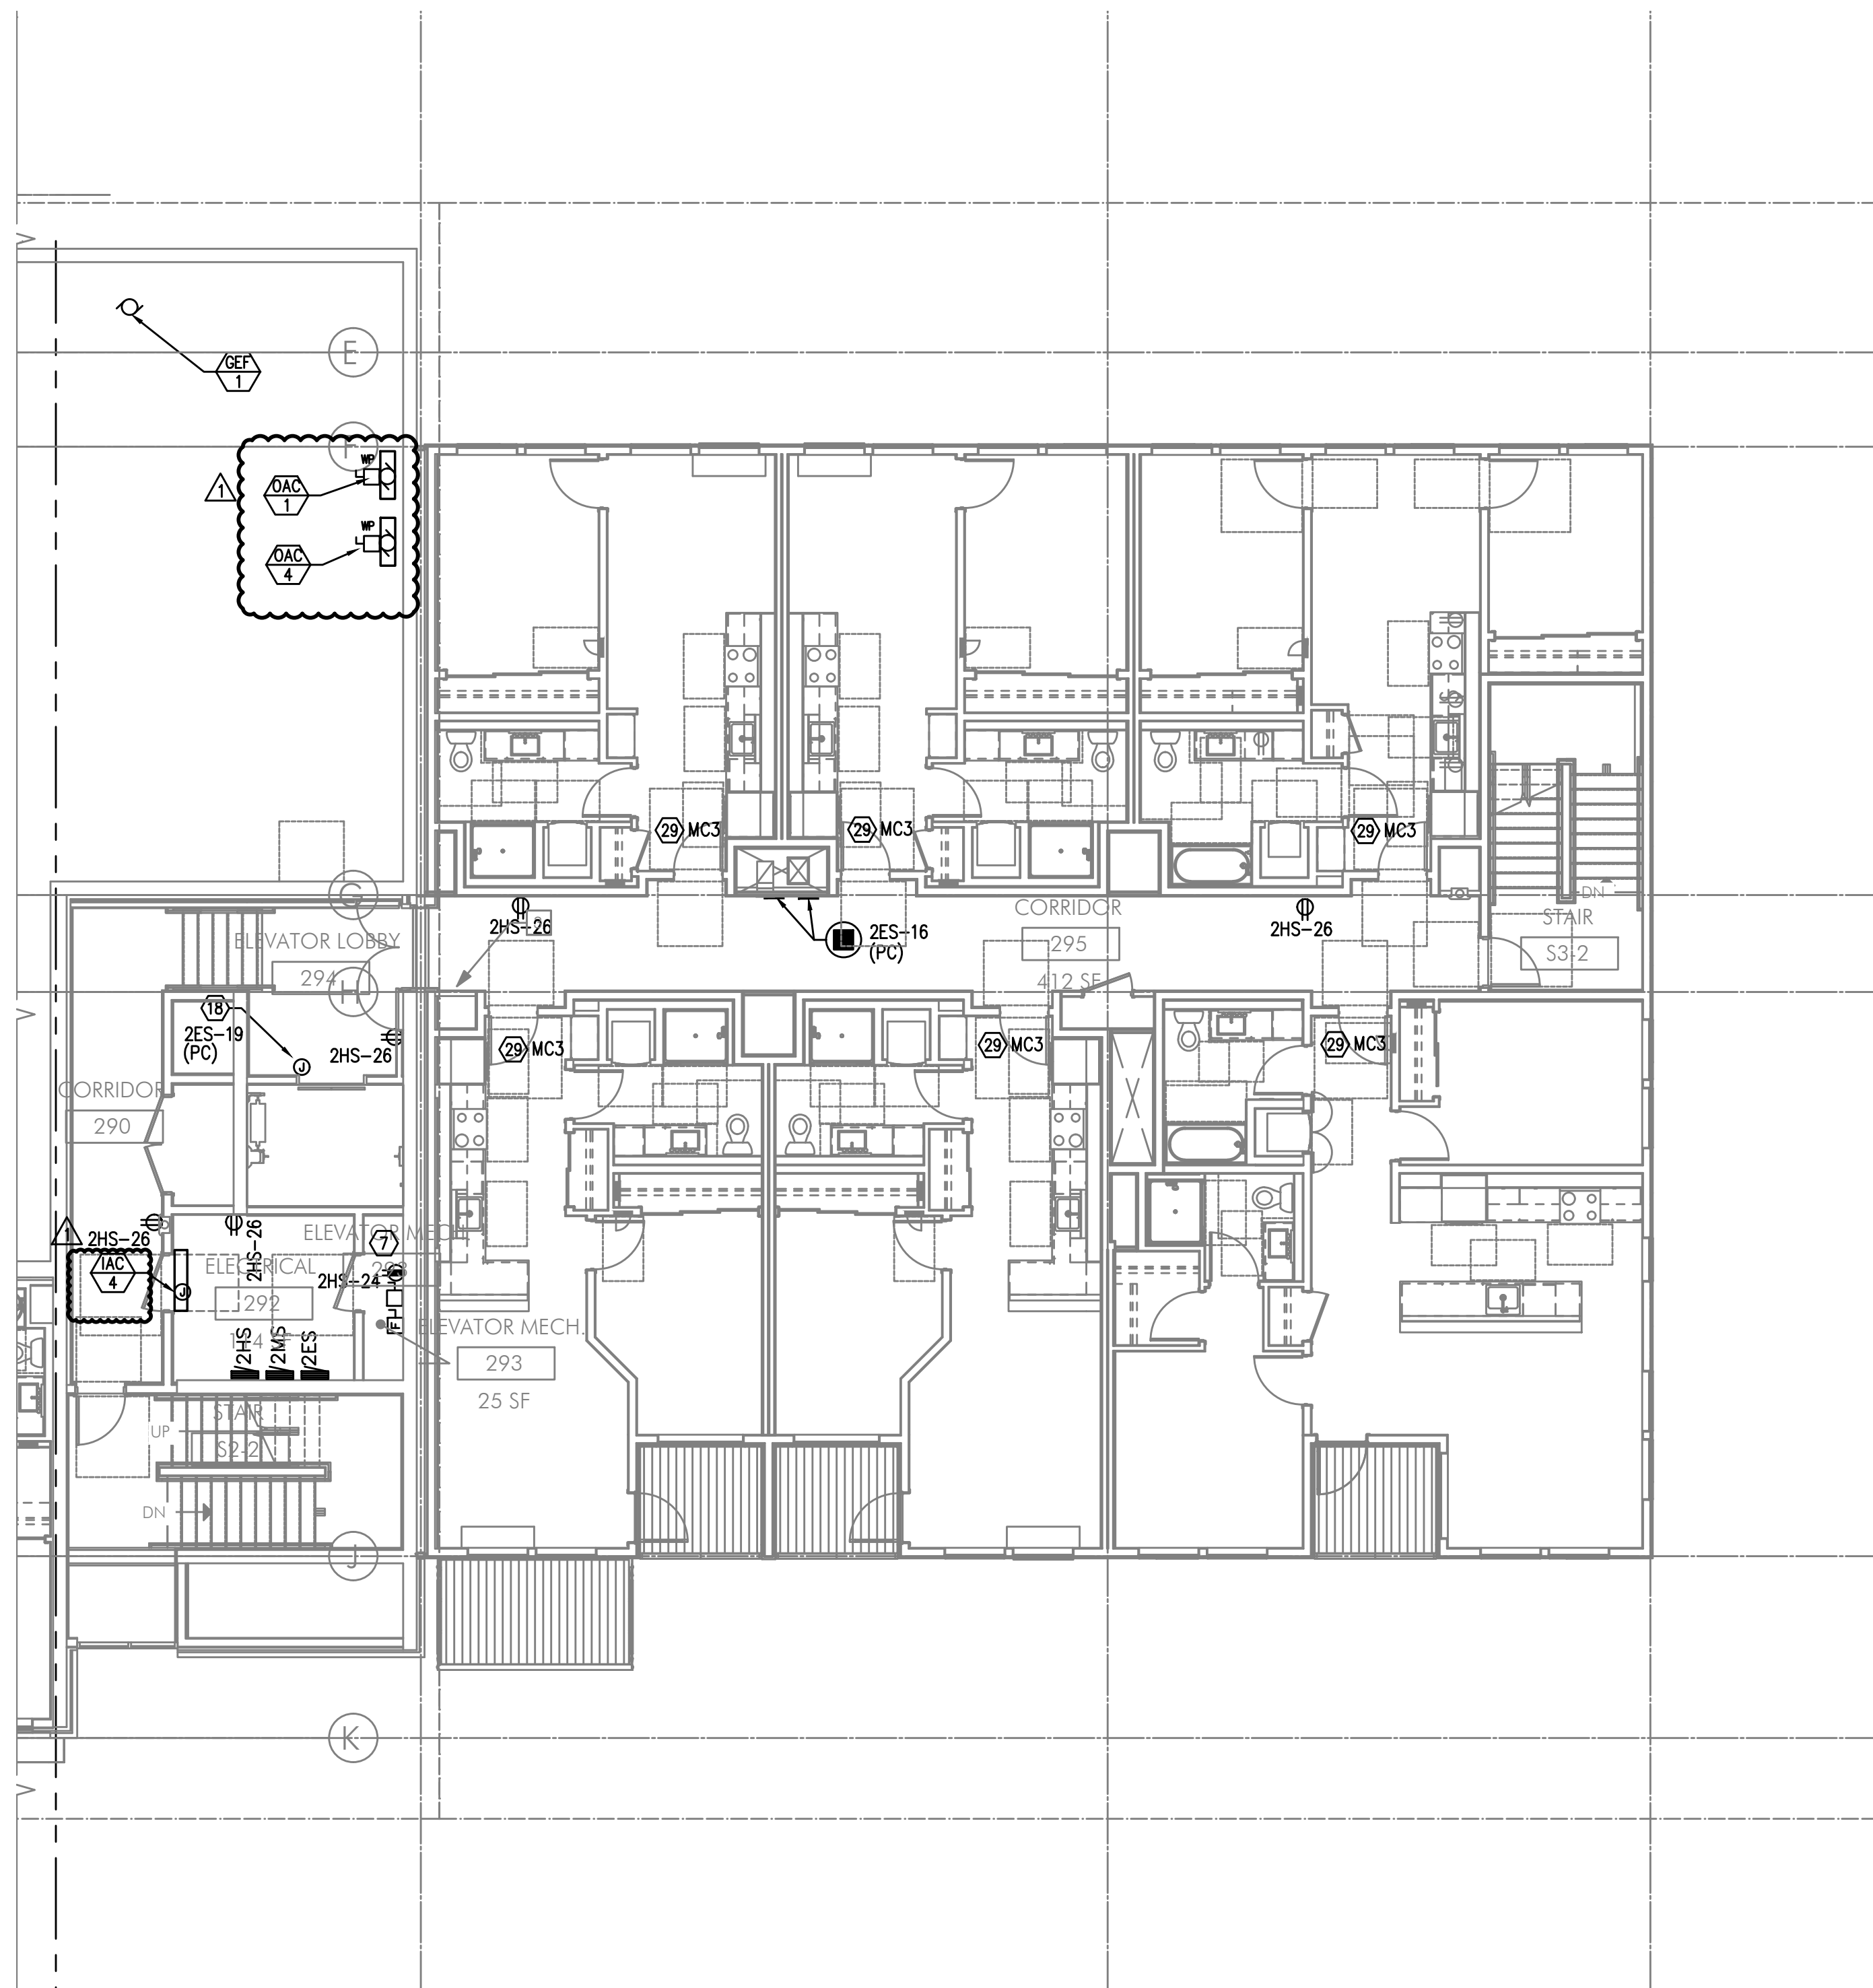 E
GEF
1
F
WP
OAC
1
1
WP
OAC
4
29 MC3
29 MC3
29 MC3
G
2HS-26
CORRIDOR
295
412 SF
2ES-16
(PC)
2HS-26
DN
STAIR
S3-2
ELEVATOR LOBBY
294
H
18
2ES-19
(PC)
J
2HS-26
29 MC3
29 MC3
29 MC3
CORRIDOR
290
1
2HS-26
IAC
4
J
2HS-26
ELEVATOR MECH.
7
ELECTRICAL
292
2HS-24
293
F
ELEVATOR MECH.
293
25 SF
2HS
2MS
2ES
STAIR
S2-2
UP
DN
J
K